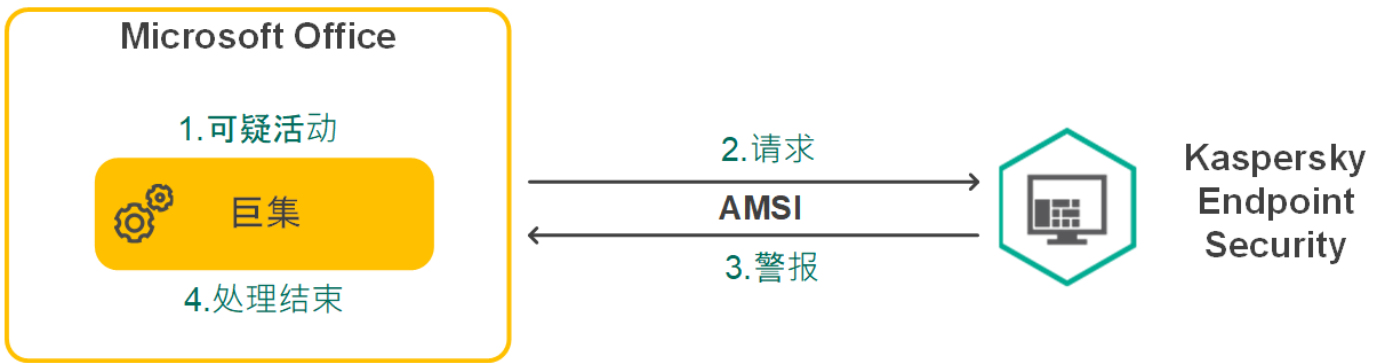 Microsoft Office
1.可疑活动
巨集
4.处理结束
2.请求
AMSI
3.警报
Kaspersky
Endpoint
Security